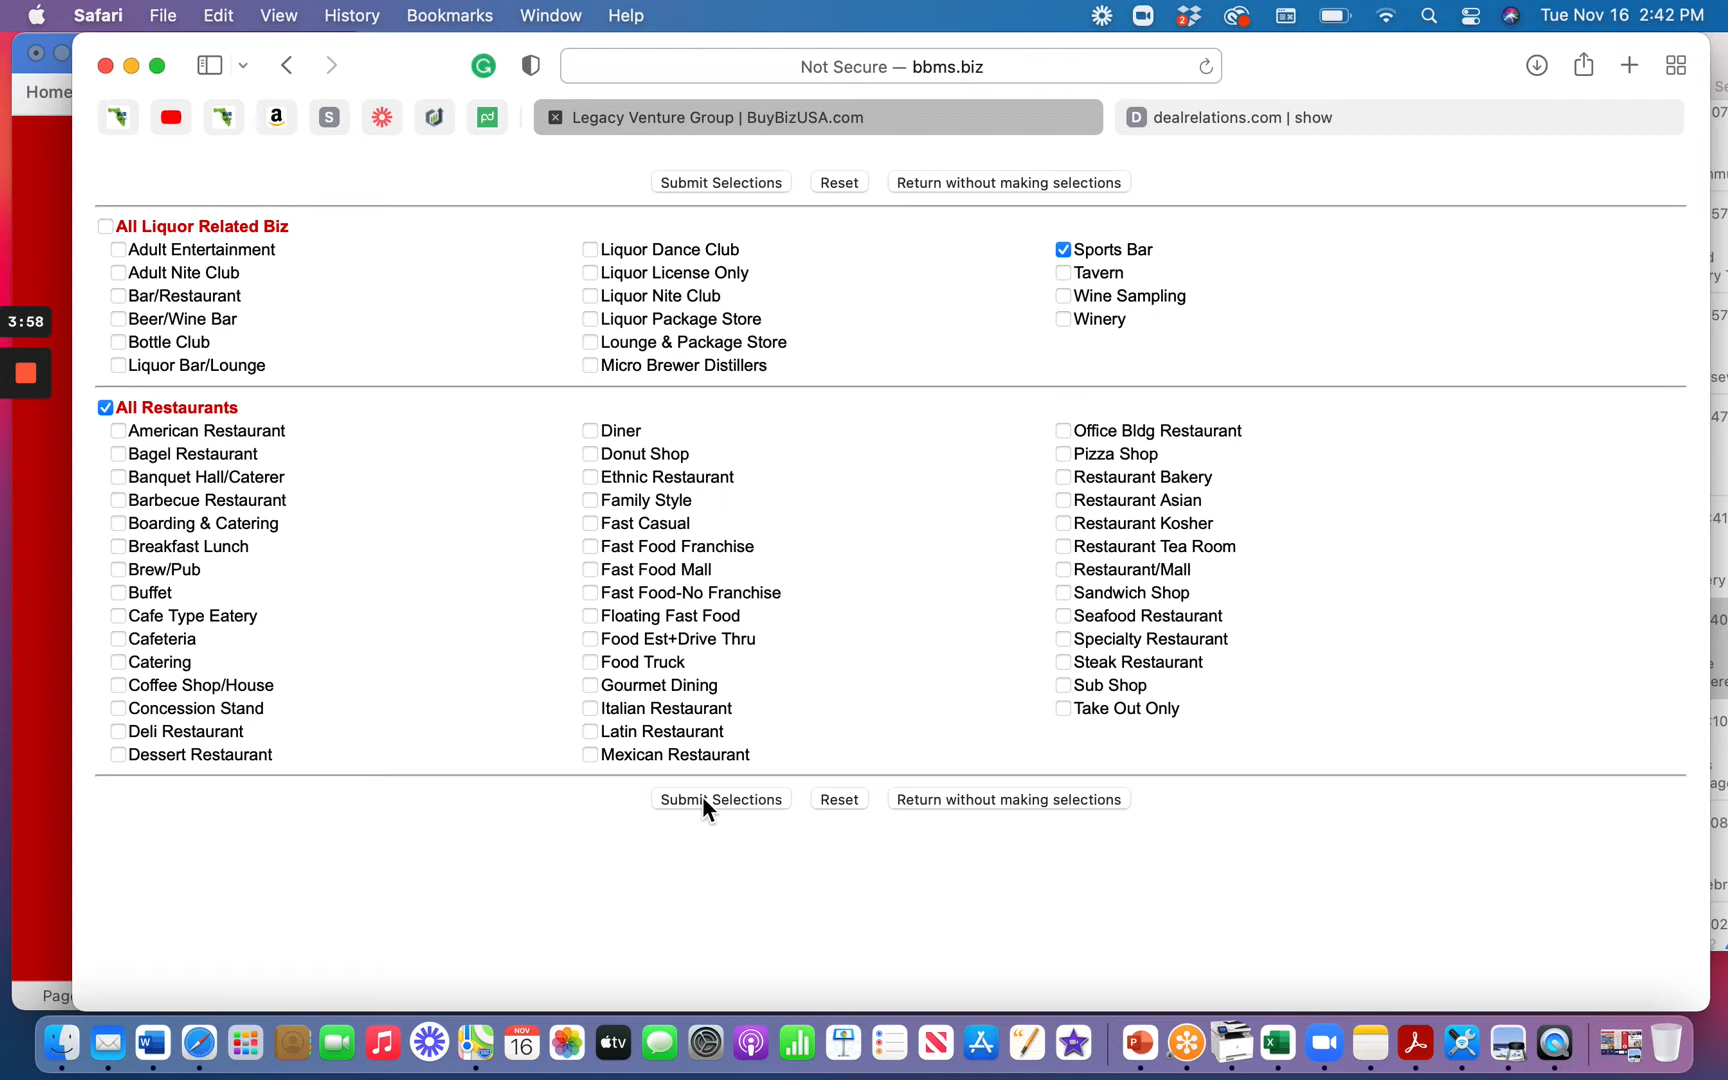 Safari File Edit View History Bookmarks Window Help 2 Tue Nov 16 2:42 PM
Not Secure — bbms.biz
Home
a S pd Legacy Venture Group | BuyBizUSA.com D dealrelations.com | show
Submit Selections Reset Return without making selections
All Liquor Related Biz
Adult Entertainment Liquor Dance Club Sports Bar
Adult Nite Club Liquor License Only Tavern
Bar/Restaurant Liquor Nite Club Wine Sampling
3:58
Beer/Wine Bar Liquor Package Store Winery
Bottle Club Lounge & Package Store
Liquor Bar/Lounge Micro Brewer Distillers
All Restaurants
American Restaurant Diner Office Bldg Restaurant
Bagel Restaurant Donut Shop Pizza Shop
Banquet Hall/Caterer Ethnic Restaurant Restaurant Bakery
Barbecue Restaurant Family Style Restaurant Asian
Boarding & Catering Fast Casual Restaurant Kosher
Breakfast Lunch Fast Food Franchise Restaurant Tea Room
Brew/Pub Fast Food Mall Restaurant/Mall
Buffet Fast Food-No Franchise Sandwich Shop
Cafe Type Eatery Floating Fast Food Seafood Restaurant
Cafeteria Food Est+Drive Thru Specialty Restaurant
Catering Food Truck Steak Restaurant
Coffee Shop/House Gourmet Dining Sub Shop
Concession Stand Italian Restaurant Take Out Only
Deli Restaurant Latin Restaurant
Dessert Restaurant Mexican Restaurant
Submit Selections Reset Return without making selections
NOV
16 tv